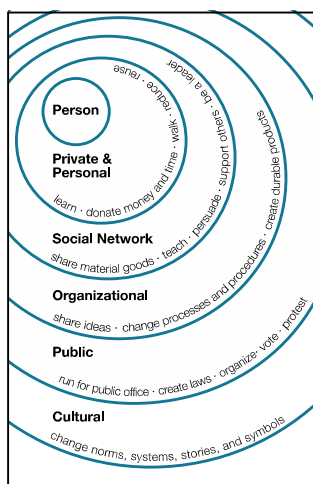 Person
Private &
Personal
learn · donate money and time · walk · reduce · reuse
Social Network
share material goods · teach · persuade · support others · be a leader
Organizational
share ideas · change processes and procedures · create durable products
Public
run for public office · create laws · organize· vote · protest
Cultural
change norms, systems, stories, and symbols